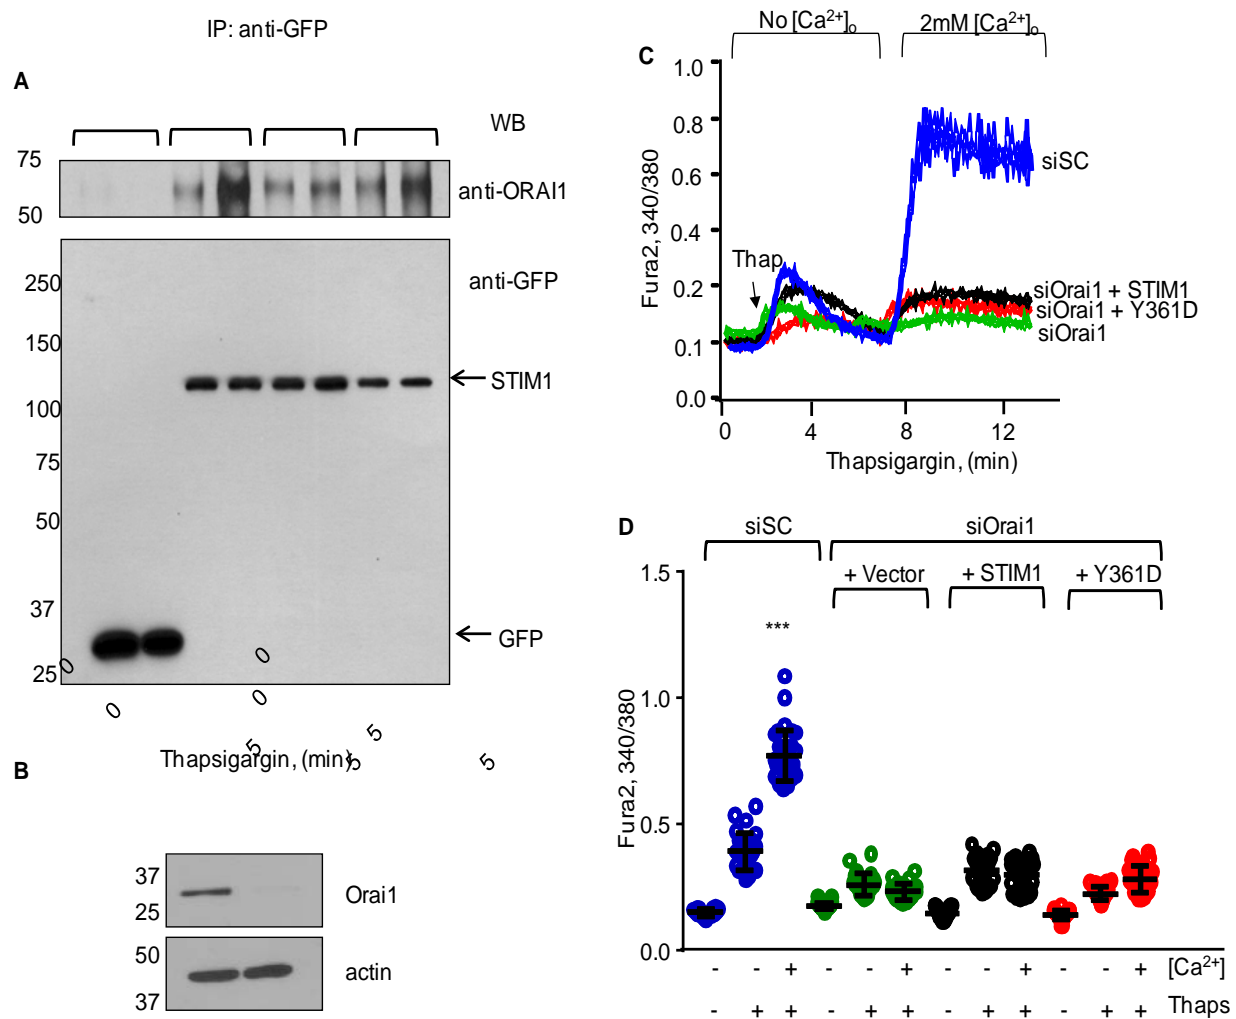 IP: anti-GFP
A
WB
75
anti-ORAI1
50
anti-GFP
250
150
STIM1
100
75
50
37
GFP
25
0 0 0 0
5 5 5 5
Thapsigargin, (min)
B
37
Orai1
25
50
actin
37
C
No [Ca²⁺]ₒ 2mM [Ca²⁺]ₒ
1.0
0.8
siSC
0.6
0.4
Thap
0.2
siOrai1 + STIM1
siOrai1 + Y361D
siOrai1
0.1
0.0
0 4 8 12
Fura2, 340/380
Thapsigargin, (min)
D
siSC siOrai1
+ Vector + STIM1 + Y361D
1.5
***
1.0
0.5
0.0
Fura2, 340/380
- - + - + + - - + - - + [Ca²⁺]
- + + - + + - + + - + + Thaps